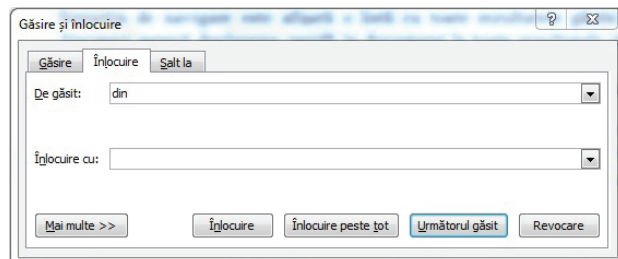 Găsire și înlocuire
Găsire Înlocuire Salt la
De găsit: din
Înlocuire cu:
Mai multe >> Înlocuire Înlocuire peste tot Următorul găsit Revocare